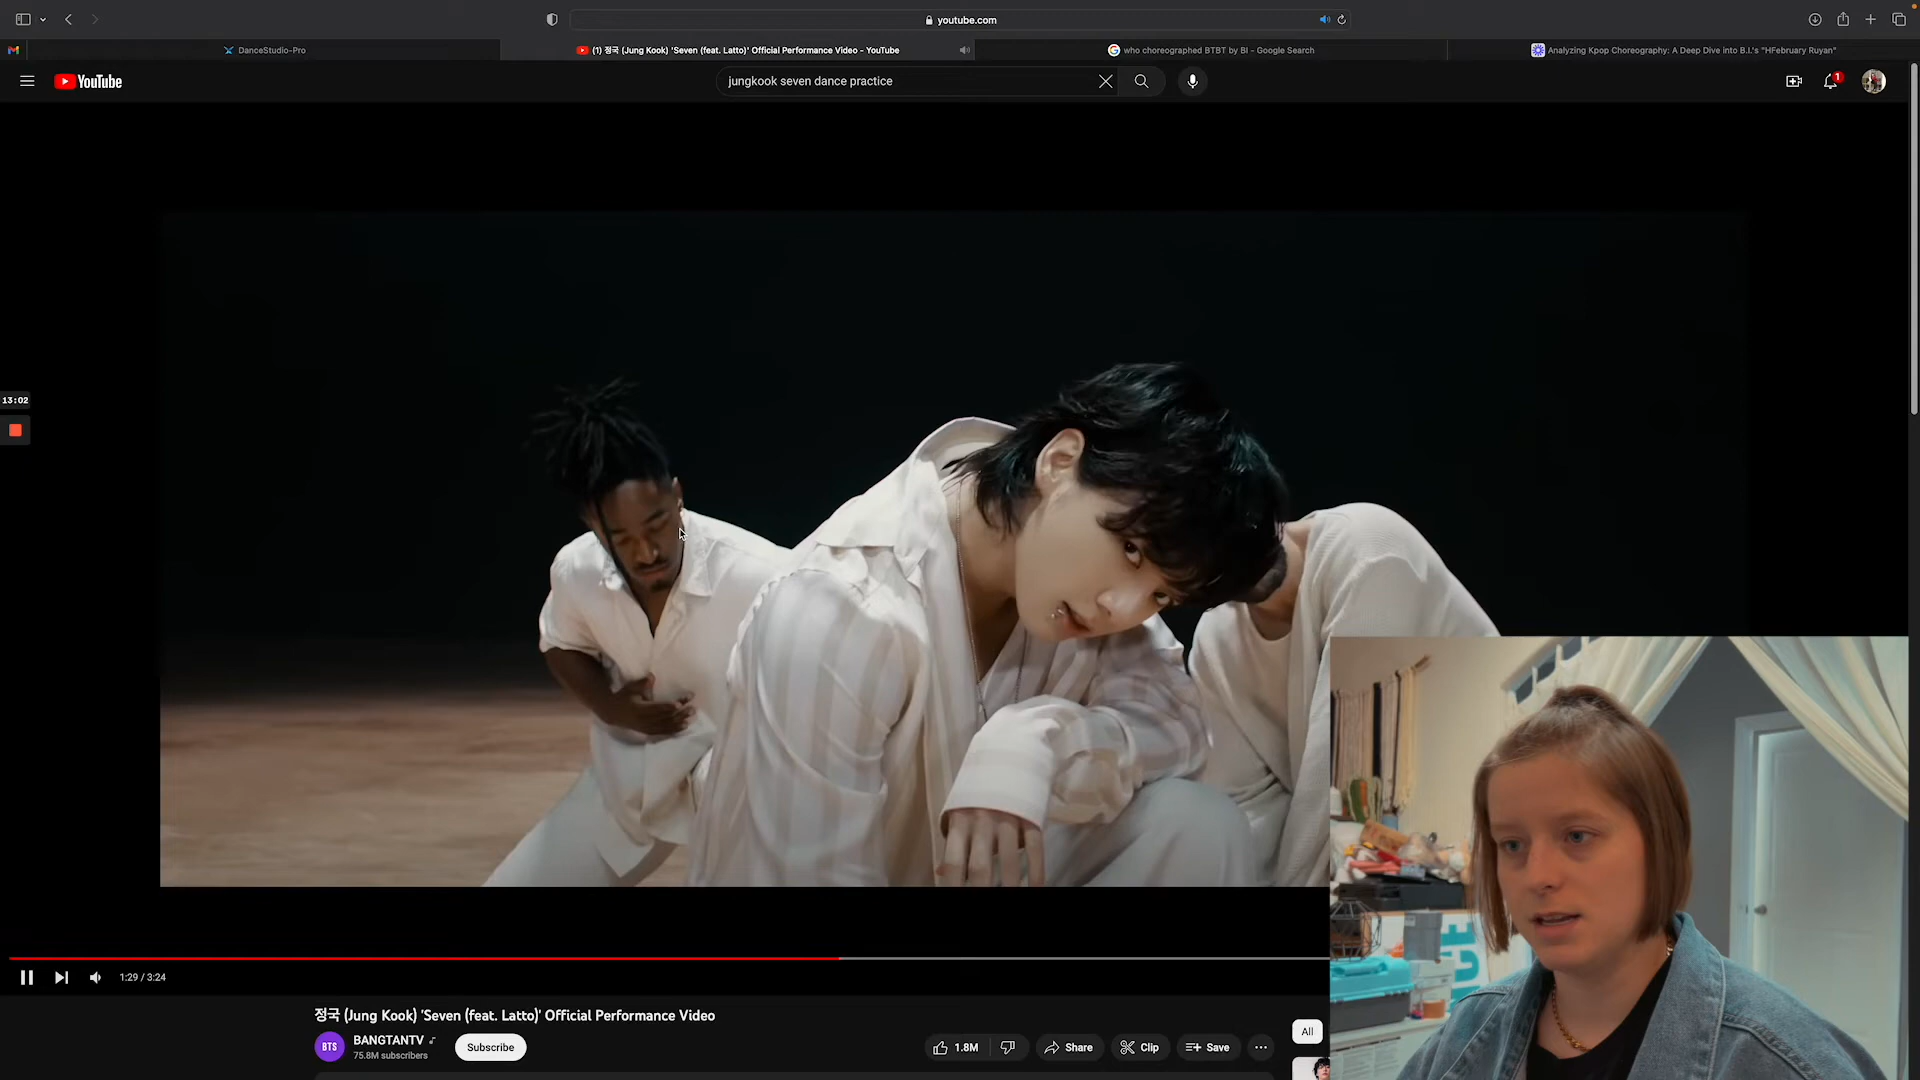 youtube.com
DanceStudio-Pro
(1) 정국 (Jung Kook) 'Seven (feat. Latto)' Official Performance Video - YouTube
who choreographed BTBT by BI - Google Search
Analyzing Kpop Choreography: A Deep Dive into B.I.'s "HFebruary Ruyan"
YouTube
jungkook seven dance practice
1
13:02
1:29 / 3:24
정국 (Jung Kook) 'Seven (feat. Latto)' Official Performance Video
BTS
BANGTANTV
75.8M subscribers
Subscribe
1.8M
Share
Clip
Save
All